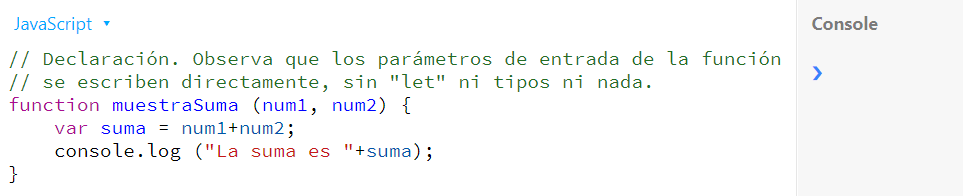 JavaScript
Console
// Declaración. Observa que los parámetros de entrada de la función
// se escriben directamente, sin "let" ni tipos ni nada.
function muestraSuma (num1, num2) {
    var suma = num1+num2;
    console.log ("La suma es "+suma);
}